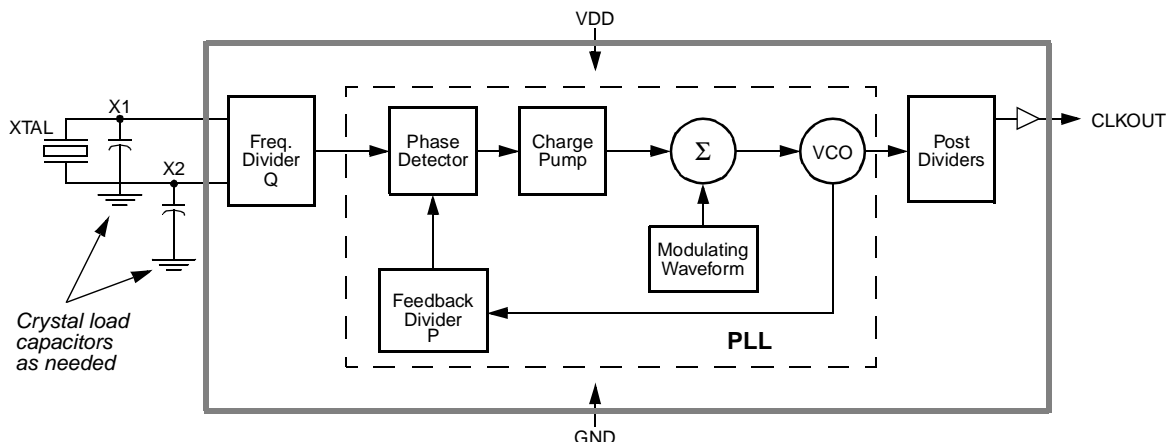 VDD
X1
XTAL
X2
Freq.
Divider
Q
Phase
Detector
Charge
Pump
Σ
VCO
Post
Dividers
CLKOUT
Modulating
Waveform
Feedback
Divider
P
PLL
Crystal load
capacitors
as needed
GND